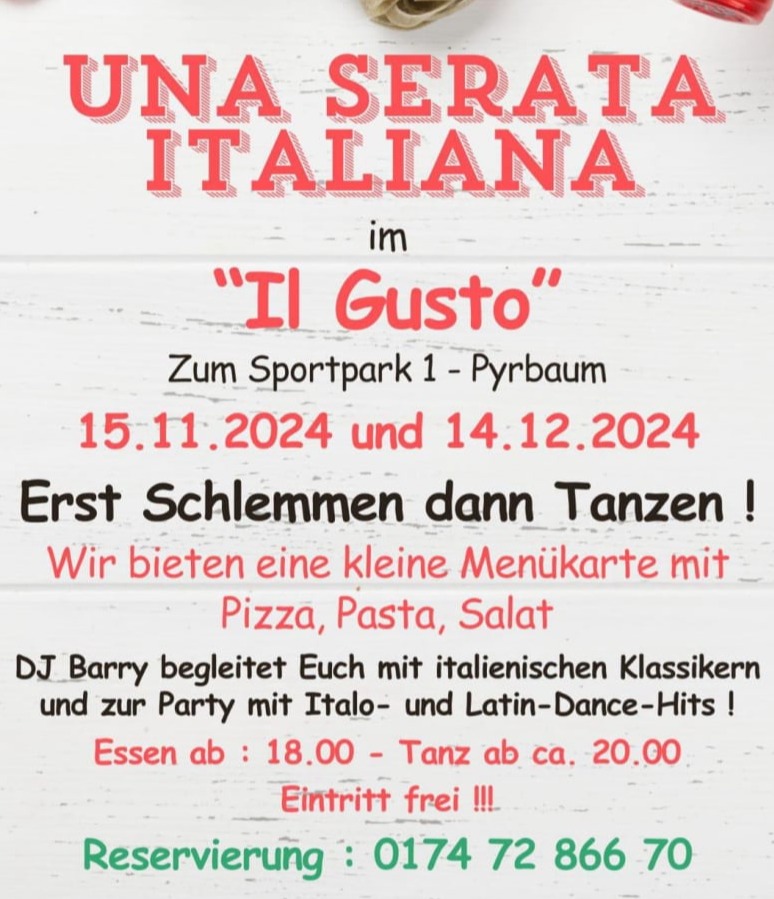 UNA SERATA
ITALIANA
im
"Il Gusto"
Zum Sportpark 1 - Pyrbaum
15.11.2024 und 14.12.2024
Erst Schlemmen dann Tanzen !
Wir bieten eine kleine Menükarte mit
Pizza, Pasta, Salat
DJ Barry begleitet Euch mit italienischen Klassikern
und zur Party mit Italo- und Latin-Dance-Hits !
Essen ab : 18.00 - Tanz ab ca. 20.00
Eintritt frei !!!
Reservierung : 0174 72 866 70